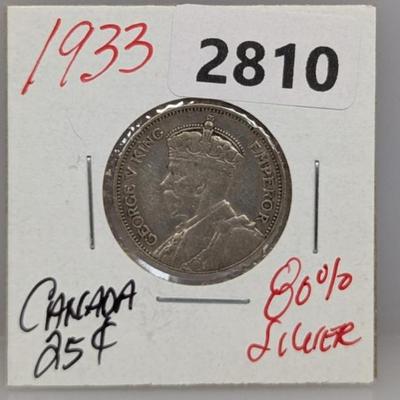 1933
2810
GEORGE V KING EMPEROR
CANADA
25¢
80%
SILVER